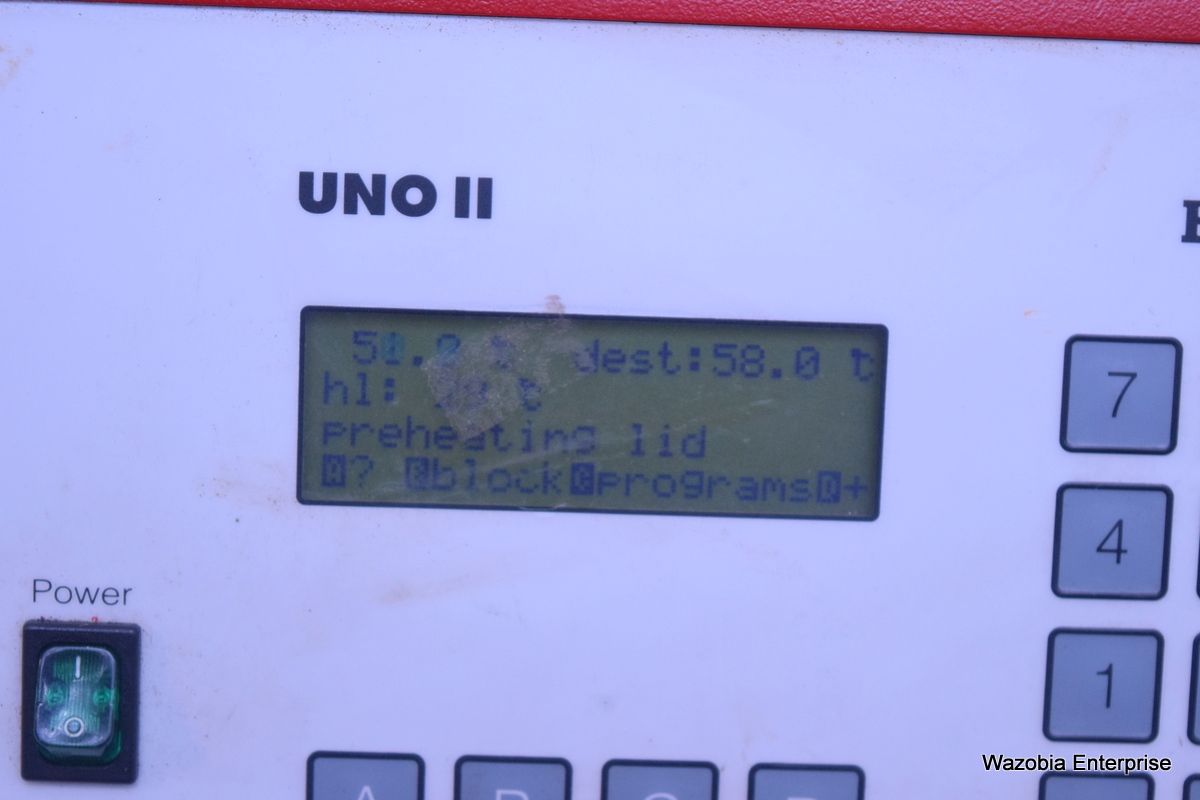 UNO II
dest:58.0 t
hl:
preheating lid
A? block C programs D+
7
4
1
Power
A
Wazobia Enterprise